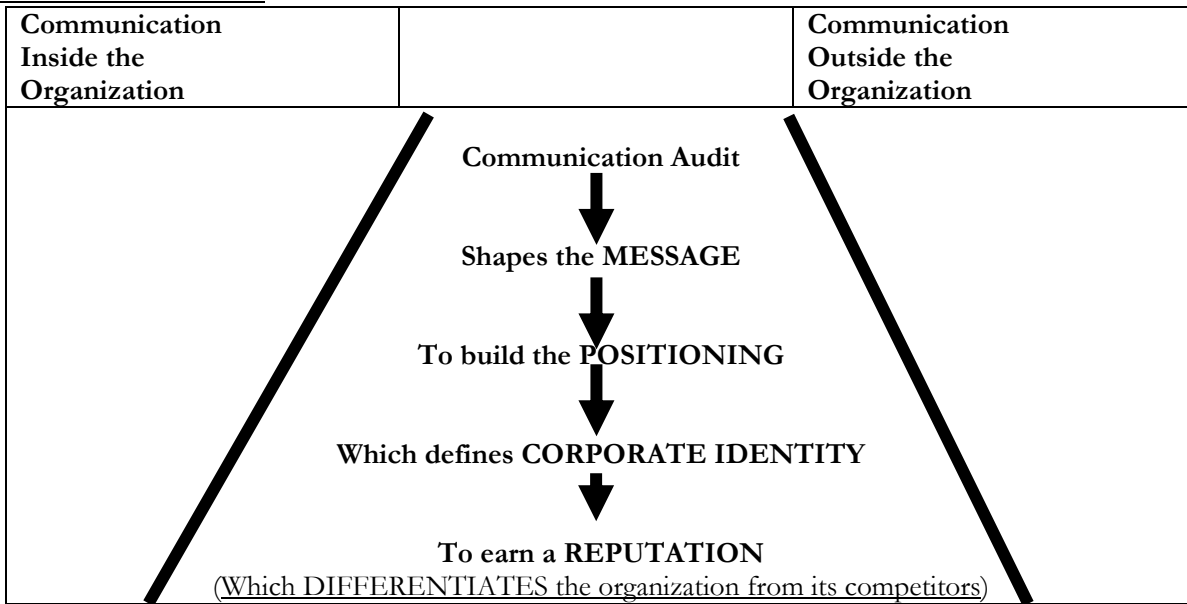 Communication
Inside the
Organization
Communication
Outside the
Organization
Communication Audit
Shapes the MESSAGE
To build the POSITIONING
Which defines CORPORATE IDENTITY
To earn a REPUTATION
(Which DIFFERENTIATES the organization from its competitors)